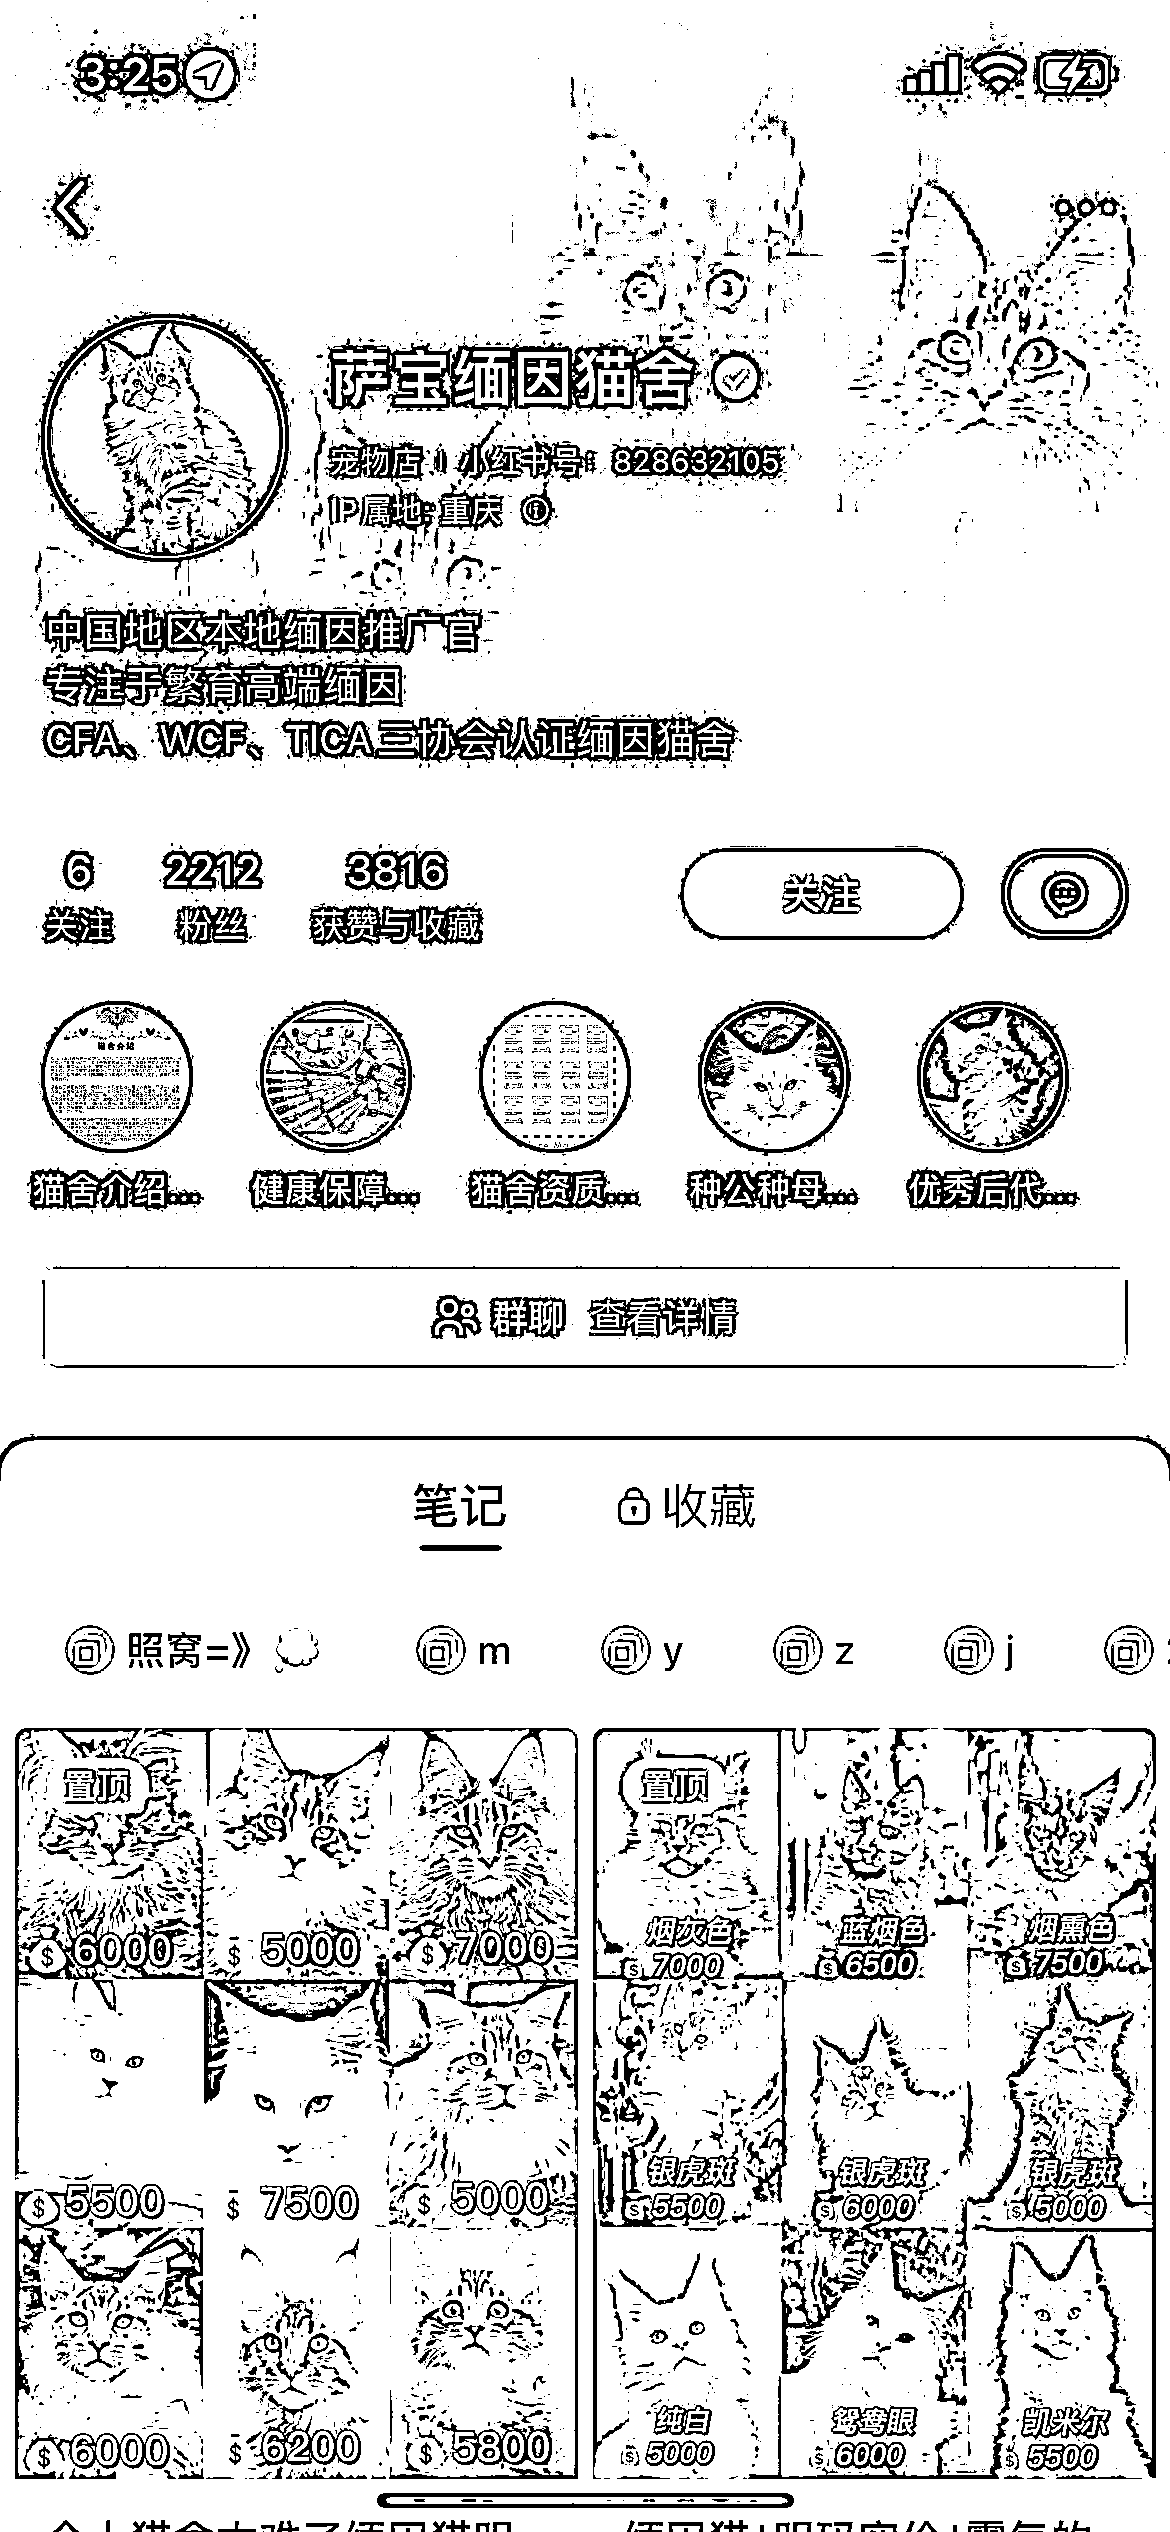 3:25
萨宝缅因猫舍
宠物店 | 小红书号: 828632105
IP属地: 重庆
中国地区本地缅因推广官
专注于繁育高端缅因
CFA、WCF、TICA三协会认证缅因猫舍
6 2212 3816
关注 粉丝 获赞与收藏
关注
猫舍介绍... 健康保障... 猫舍资质... 种公种母... 优秀后代...
群聊 查看详情
笔记 收藏
照窝=》 m y z j
置顶
6000 5000 7000
5500 7500 5000
6000 6200 5800
置顶
烟灰色 蓝烟色 烟熏色
7000 6500 7500
银虎斑 银虎斑 银虎斑
5500 6000 5000
纯白 鸳鸯眼 凯米尔
5000 6000 5500